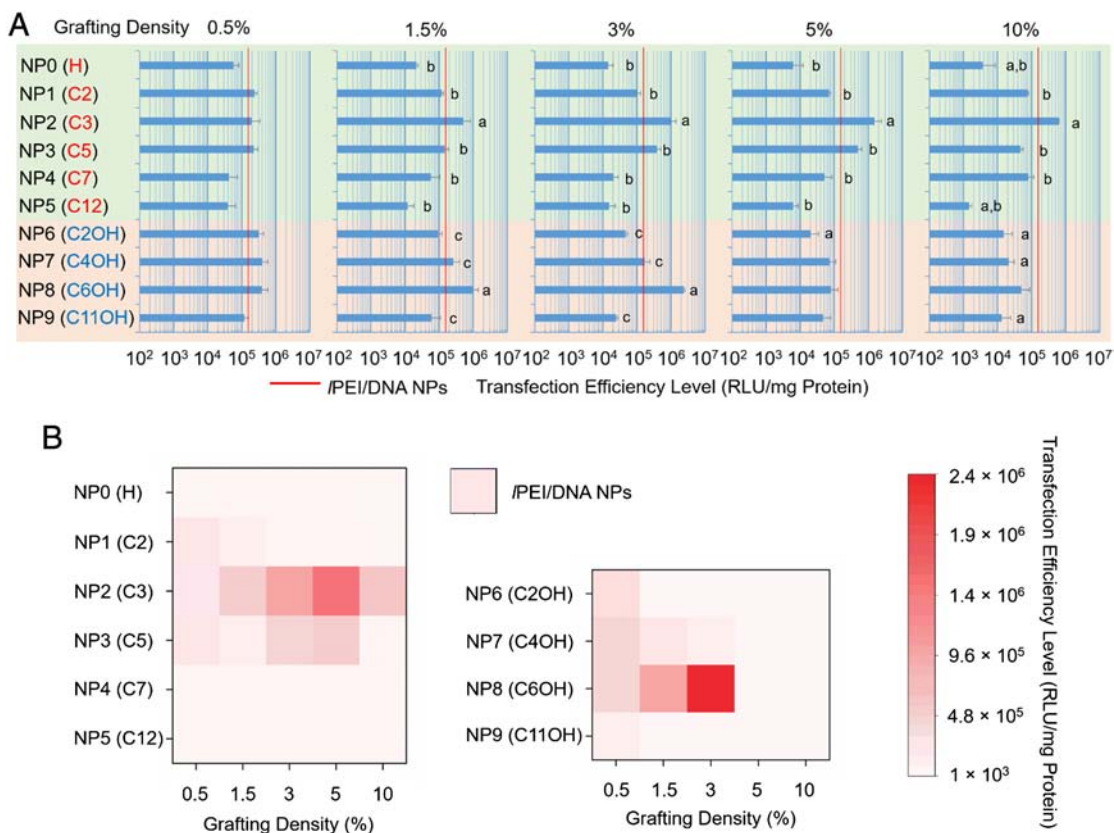 A
Grafting Density 0.5% 1.5% 3% 5% 10%
NP0 (H) b b b a,b
NP1 (C2) b b b b
NP2 (C3) a a a a
NP3 (C5) b b b b
NP4 (C7) b b b b
NP5 (C12) b b b a,b
NP6 (C2OH) c c a a
NP7 (C4OH) c c a
NP8 (C6OH) a a
NP9 (C11OH) c c a
10² 10³ 10⁴ 10⁵ 10⁶ 10⁷ 10² 10³ 10⁴ 10⁵ 10⁶ 10⁷ 10² 10³ 10⁴ 10⁵ 10⁶ 10⁷ 10² 10³ 10⁴ 10⁵ 10⁶ 10⁷ 10² 10³ 10⁴ 10⁵ 10⁶ 10⁷
lPEI/DNA NPs Transfection Efficiency Level (RLU/mg Protein)
B
NP0 (H)
NP1 (C2)
NP2 (C3)
NP3 (C5)
NP4 (C7)
NP5 (C12)
0.5 1.5 3 5 10
Grafting Density (%)
lPEI/DNA NPs
NP6 (C2OH)
NP7 (C4OH)
NP8 (C6OH)
NP9 (C11OH)
0.5 1.5 3 5 10
Grafting Density (%)
2.4 × 10⁶
1.9 × 10⁶
1.4 × 10⁶
9.6 × 10⁵
4.8 × 10⁵
1 × 10³
Transfection Efficiency Level (RLU/mg Protein)